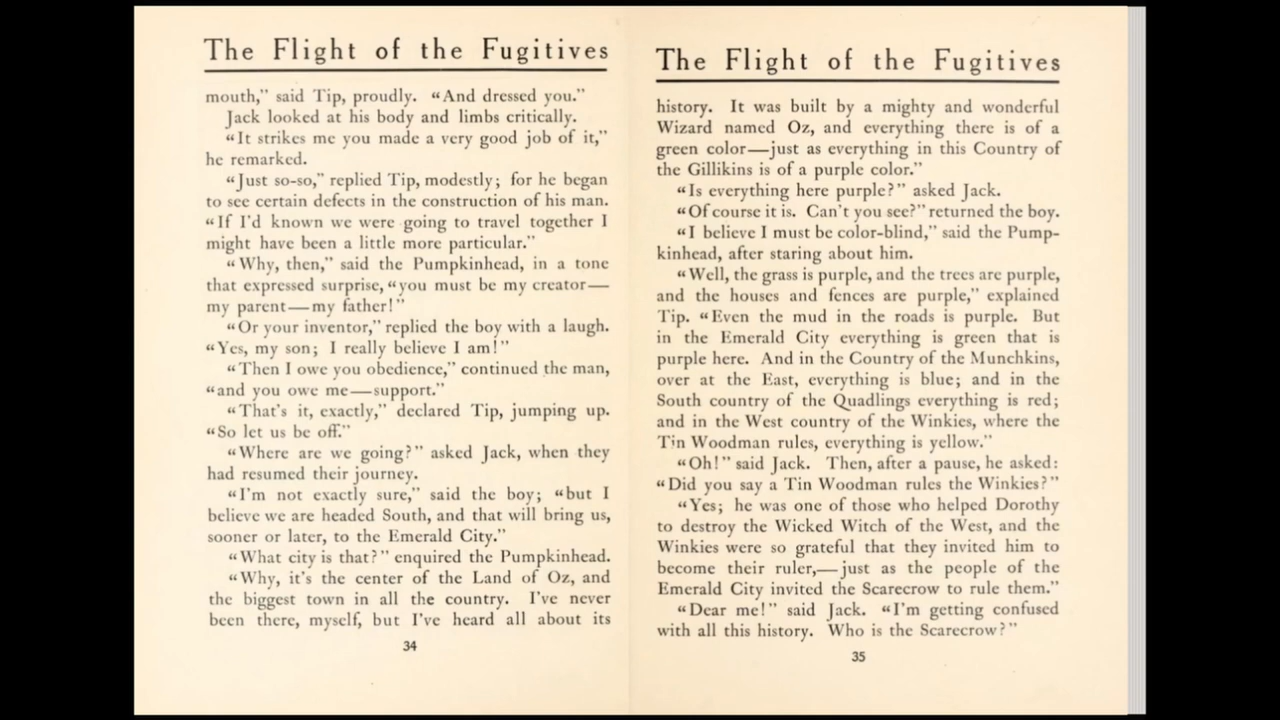 The Flight of the Fugitives
mouth,” said Tip, proudly. “And dressed you.”
Jack looked at his body and limbs critically.
“It strikes me you made a very good job of it,”
he remarked.
“Just so-so,” replied Tip, modestly; for he began
to see certain defects in the construction of his man.
“If I'd known we were going to travel together I
might have been a little more particular.”
“Why, then,” said the Pumpkinhead, in a tone
that expressed surprise, “you must be my creator—
my parent—my father!”
“Or your inventor,” replied the boy with a laugh.
“Yes, my son; I really believe I am!”
“Then I owe you obedience,” continued the man,
“and you owe me—support.”
“That's it, exactly,” declared Tip, jumping up.
“So let us be off.”
“Where are we going?” asked Jack, when they
had resumed their journey.
“I'm not exactly sure,” said the boy; “but I
believe we are headed South, and that will bring us,
sooner or later, to the Emerald City.”
“What city is that?” enquired the Pumpkinhead.
“Why, it's the center of the Land of Oz, and
the biggest town in all the country. I've never
been there, myself, but I've heard all about its
34
The Flight of the Fugitives
history. It was built by a mighty and wonderful
Wizard named Oz, and everything there is of a
green color—just as everything in this Country of
the Gillikins is of a purple color.”
“Is everything here purple?” asked Jack.
“Of course it is. Can't you see?” returned the boy.
“I believe I must be color-blind,” said the Pump-
kinhead, after staring about him.
“Well, the grass is purple, and the trees are purple,
and the houses and fences are purple,” explained
Tip. “Even the mud in the roads is purple. But
in the Emerald City everything is green that is
purple here. And in the Country of the Munchkins,
over at the East, everything is blue; and in the
South country of the Quadlings everything is red;
and in the West country of the Winkies, where the
Tin Woodman rules, everything is yellow.”
“Oh!” said Jack. Then, after a pause, he asked:
“Did you say a Tin Woodman rules the Winkies?”
“Yes; he was one of those who helped Dorothy
to destroy the Wicked Witch of the West, and the
Winkies were so grateful that they invited him to
become their ruler,—just as the people of the
Emerald City invited the Scarecrow to rule them.”
“Dear me!” said Jack. “I'm getting confused
with all this history. Who is the Scarecrow?”
35